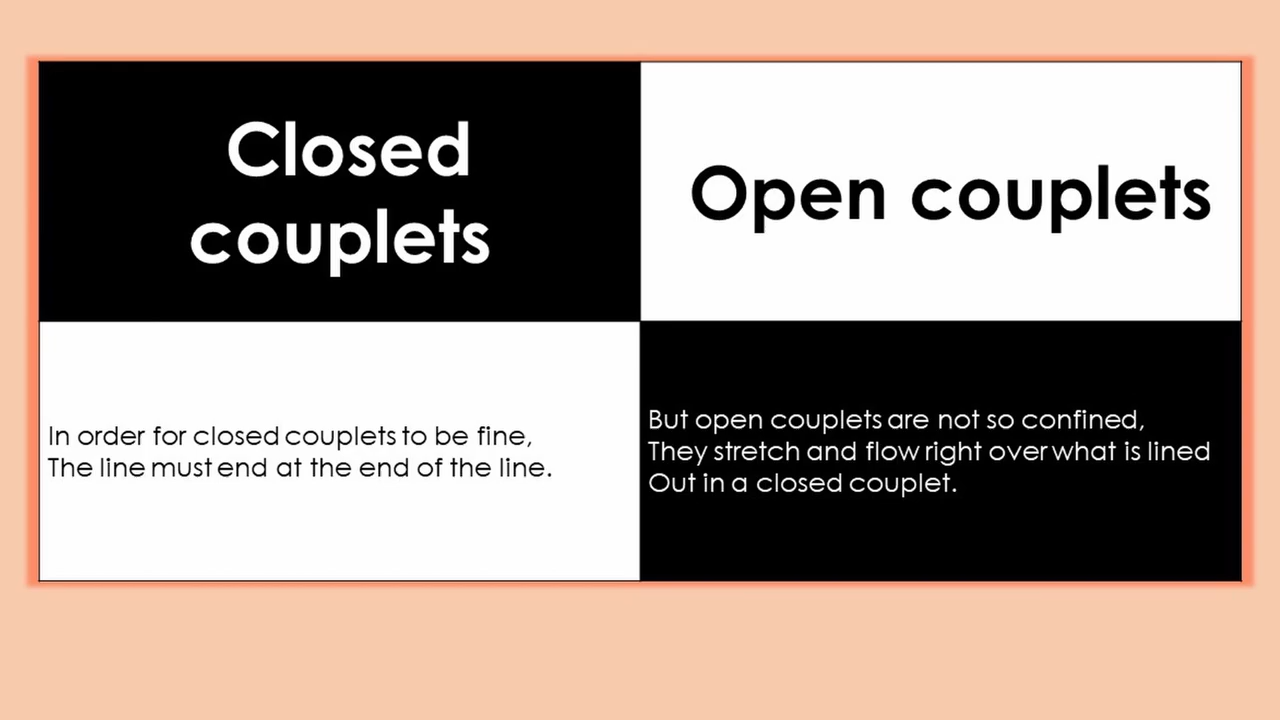 Closed
couplets
Open couplets
In order for closed couplets to be fine,
The line must end at the end of the line.
But open couplets are not so confined,
They stretch and flow right over what is lined
Out in a closed couplet.